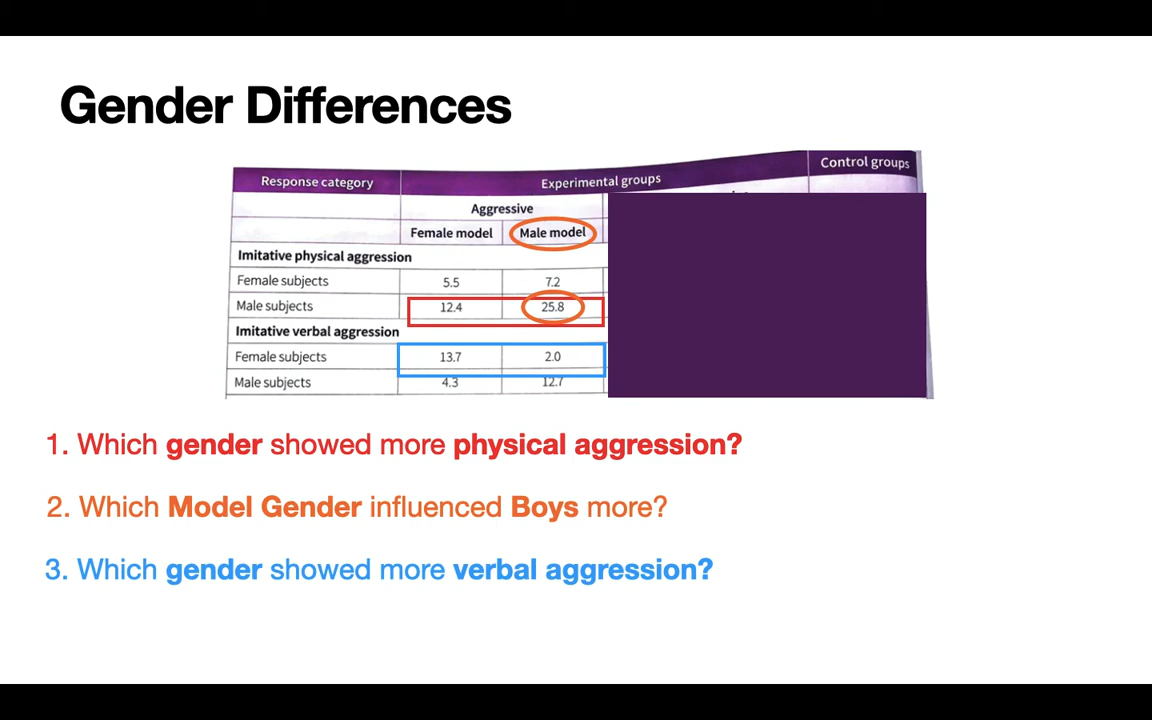 Gender Differences
Control groups
Response category Experimental groups
Aggressive
Female model Male model
Imitative physical aggression
Female subjects 5.5 7.2
Male subjects 12.4 25.8
Imitative verbal aggression
Female subjects 13.7 2.0
Male subjects 4.3 12.7
1. Which gender showed more physical aggression?
2. Which Model Gender influenced Boys more?
3. Which gender showed more verbal aggression?